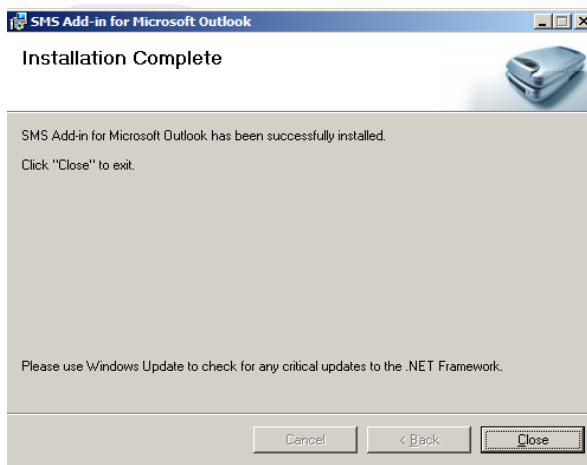 SMS Add-in for Microsoft Outlook
Installation Complete
SMS Add-in for Microsoft Outlook has been successfully installed.
Click "Close" to exit.
Please use Windows Update to check for any critical updates to the .NET Framework.
Cancel < Back Close